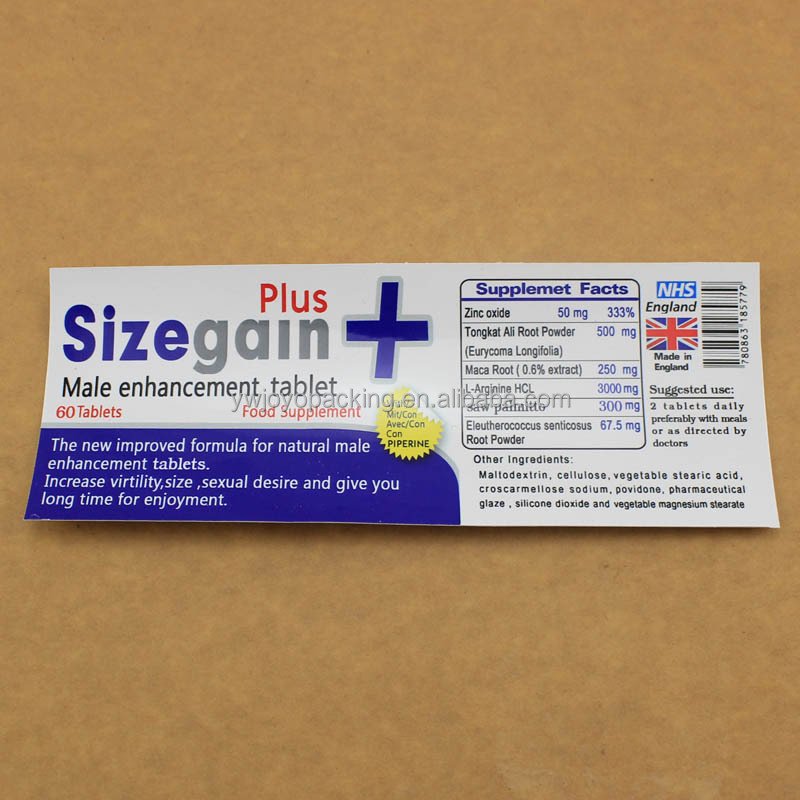 Plus
Sizegain
Male enhancement tablet
60 Tablets Food Supplement
Mit/Con
Avec/Con
Con
PIPERINE
The new improved formula for natural male
enhancement tablets.
Increase virtility,size ,sexual desire and give you
long time for enjoyment.
Supplemet Facts
Zinc oxide 50 mg 333%
Tongkat Ali Root Powder 500 mg
(Eurycoma Longifolia)
Maca Root ( 0.6% extract) 250 mg
L-Arginine HCL 3000 mg
saw palmitto 300 mg
Eleutherococcus senticosus 67.5 mg
Root Powder
Other Ingredients:
Maltodextrin, cellulose, vegetable stearic acid,
croscarmellose sodium, povidone, pharmaceutical
glaze , silicone dioxide and vegetable magnesium stearate
NHS
England
Made in
England
Suggested use:
2 tablets daily
preferably with meals
or as directed by
doctors
780863 185779
ywjoyopacking.en.alibaba.com